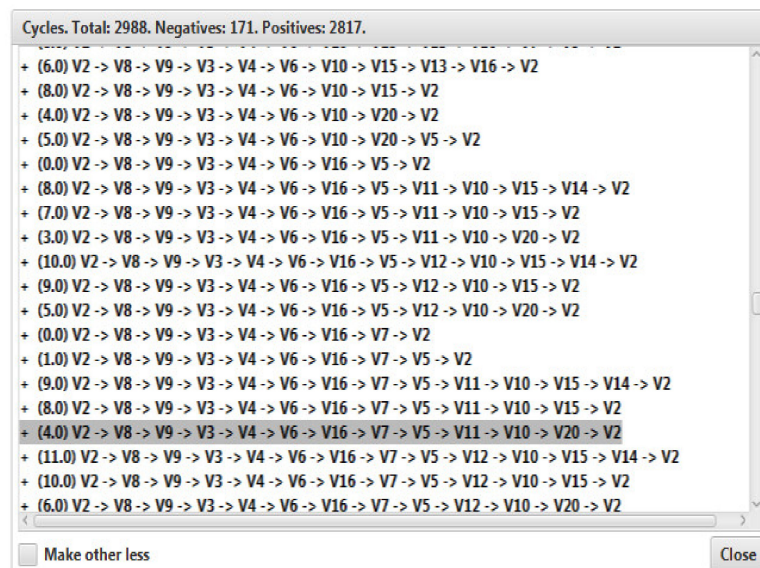 Cycles. Total: 2988. Negatives: 171. Positives: 2817.
+ (6.0) V2 -> V8 -> V9 -> V3 -> V4 -> V6 -> V10 -> V15 -> V13 -> V16 -> V2
+ (8.0) V2 -> V8 -> V9 -> V3 -> V4 -> V6 -> V10 -> V15 -> V2
+ (4.0) V2 -> V8 -> V9 -> V3 -> V4 -> V6 -> V10 -> V20 -> V2
+ (5.0) V2 -> V8 -> V9 -> V3 -> V4 -> V6 -> V10 -> V20 -> V5 -> V2
+ (0.0) V2 -> V8 -> V9 -> V3 -> V4 -> V6 -> V16 -> V5 -> V2
+ (8.0) V2 -> V8 -> V9 -> V3 -> V4 -> V6 -> V16 -> V5 -> V11 -> V10 -> V15 -> V14 -> V2
+ (7.0) V2 -> V8 -> V9 -> V3 -> V4 -> V6 -> V16 -> V5 -> V11 -> V10 -> V15 -> V2
+ (3.0) V2 -> V8 -> V9 -> V3 -> V4 -> V6 -> V16 -> V5 -> V11 -> V10 -> V20 -> V2
+ (10.0) V2 -> V8 -> V9 -> V3 -> V4 -> V6 -> V16 -> V5 -> V12 -> V10 -> V15 -> V14 -> V2
+ (9.0) V2 -> V8 -> V9 -> V3 -> V4 -> V6 -> V16 -> V5 -> V12 -> V10 -> V15 -> V2
+ (5.0) V2 -> V8 -> V9 -> V3 -> V4 -> V6 -> V16 -> V5 -> V12 -> V10 -> V20 -> V2
+ (0.0) V2 -> V8 -> V9 -> V3 -> V4 -> V6 -> V16 -> V7 -> V2
+ (1.0) V2 -> V8 -> V9 -> V3 -> V4 -> V6 -> V16 -> V7 -> V5 -> V2
+ (9.0) V2 -> V8 -> V9 -> V3 -> V4 -> V6 -> V16 -> V7 -> V5 -> V11 -> V10 -> V15 -> V14 -> V2
+ (8.0) V2 -> V8 -> V9 -> V3 -> V4 -> V6 -> V16 -> V7 -> V5 -> V11 -> V10 -> V15 -> V2
+ (4.0) V2 -> V8 -> V9 -> V3 -> V4 -> V6 -> V16 -> V7 -> V5 -> V11 -> V10 -> V20 -> V2
+ (11.0) V2 -> V8 -> V9 -> V3 -> V4 -> V6 -> V16 -> V7 -> V5 -> V12 -> V10 -> V15 -> V14 -> V2
+ (10.0) V2 -> V8 -> V9 -> V3 -> V4 -> V6 -> V16 -> V7 -> V5 -> V12 -> V10 -> V15 -> V2
+ (6.0) V2 -> V8 -> V9 -> V3 -> V4 -> V6 -> V16 -> V7 -> V5 -> V12 -> V10 -> V20 -> V2
Make other less
Close